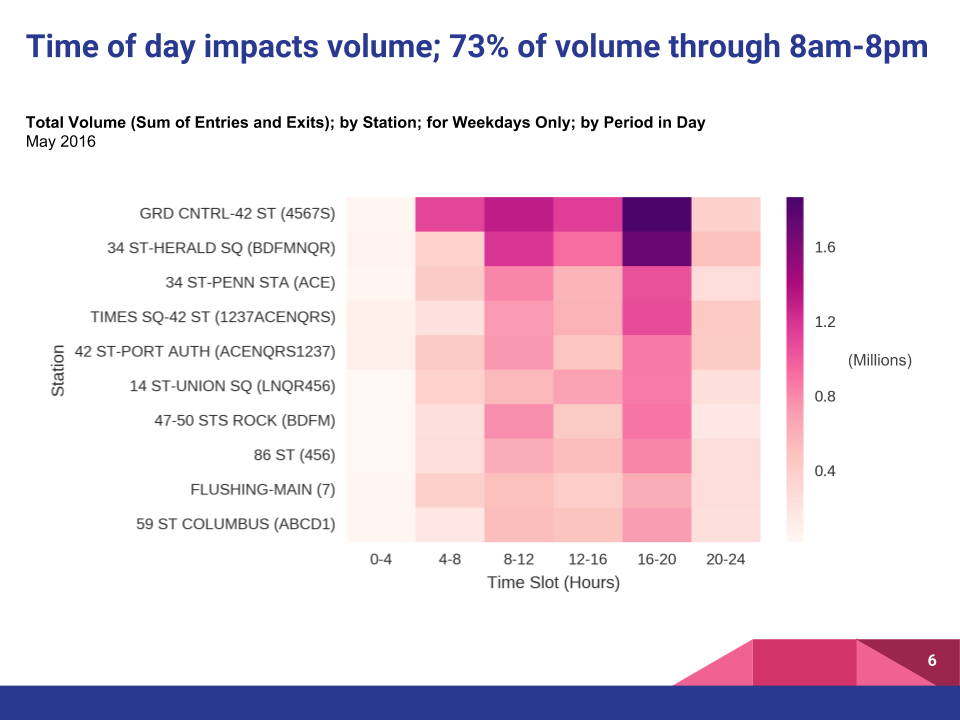 Time of day impacts volume; 73% of volume through 8am-8pm
Total Volume (Sum of Entries and Exits); by Station; for Weekdays Only; by Period in Day
May 2016
Station
GRD CNTRL-42 ST (4567S)
34 ST-HERALD SQ (BDFMNQR)
34 ST-PENN STA (ACE)
TIMES SQ-42 ST (1237ACENQRS)
42 ST-PORT AUTH (ACENQRS1237)
14 ST-UNION SQ (LNQR456)
47-50 STS ROCK (BDFM)
86 ST (456)
FLUSHING-MAIN (7)
59 ST COLUMBUS (ABCD1)
0-4 4-8 8-12 12-16 16-20 20-24
Time Slot (Hours)
1.6
1.2
0.8
0.4
(Millions)
6